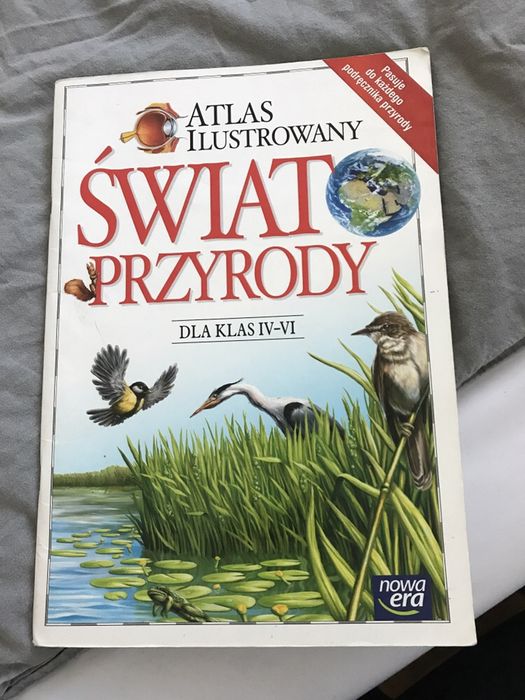 Pasuje
do każdego
podręcznika przyrody
ATLAS
ILUSTROWANY
ŚWIAT
PRZYRODY
DLA KLAS IV–VI
nowa
era